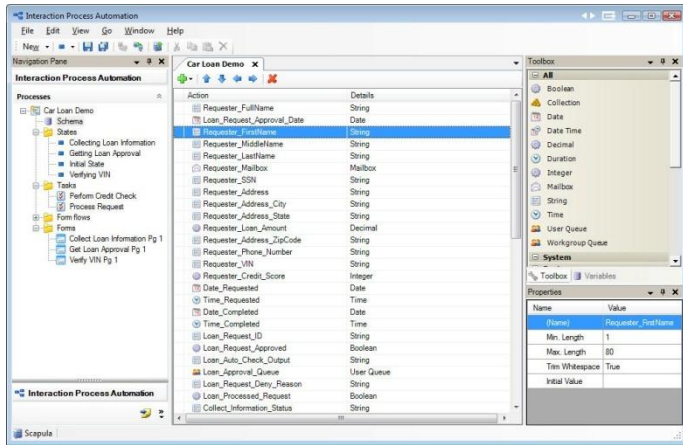 Interaction Process Automation
File Edit View Go Window Help
New
Navigation Pane
Interaction Process Automation
Processes
Car Loan Demo
Schema
States
Collecting Loan Information
Getting Loan Approval
Initial State
Verifying VIN
Tasks
Perform Credit Check
Process Request
Form flows
Forms
Collect Loan Information Pg 1
Get Loan Approval Pg 1
Verify VIN Pg 1
Interaction Process Automation
Scapula
Car Loan Demo X
Action Details
Requester_FullName String
Loan_Request_Approval_Date Date
Requester_FirstName String
Requester_MiddleName String
Requester_LastName String
Requester_Mailbox Mailbox
Requester_SSN String
Requester_Address String
Requester_Address_City String
Requester_Address_State String
Requester_Loan_Amount Decimal
Requester_Address_ZipCode String
Requester_Phone_Number String
Requester_VIN String
Requester_Credit_Score Integer
Date_Requested Date
Time_Requested Time
Date_Completed Date
Time_Completed Time
Loan_Request_ID String
Loan_Request_Approved Boolean
Loan_Auto_Check_Output String
Loan_Approval_Queue User Queue
Loan_Request_Deny_Reason String
Loan_Processed_Request Boolean
Collect_Information_Status String
Toolbox
All
Boolean
Collection
Date
Date Time
Decimal
Duration
Integer
Mailbox
String
Time
User Queue
Workgroup Queue
System
Toolbox Variables
Properties
Name Value
(Name) Requester_FirstName
Min. Length 1
Max. Length 80
Trim Whitespace True
Initial Value